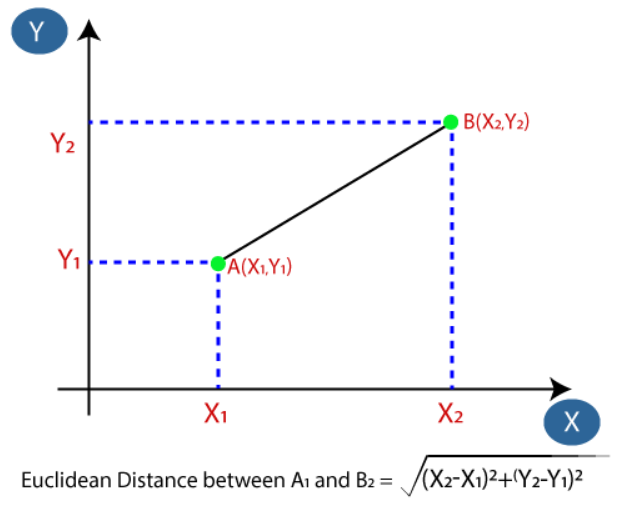 Y
Y₂
B(X₂,Y₂)
Y₁
A(X₁,Y₁)
X₁
X₂
X
Euclidean Distance between A₁ and B₂ = √(X₂-X₁)²+(Y₂-Y₁)²